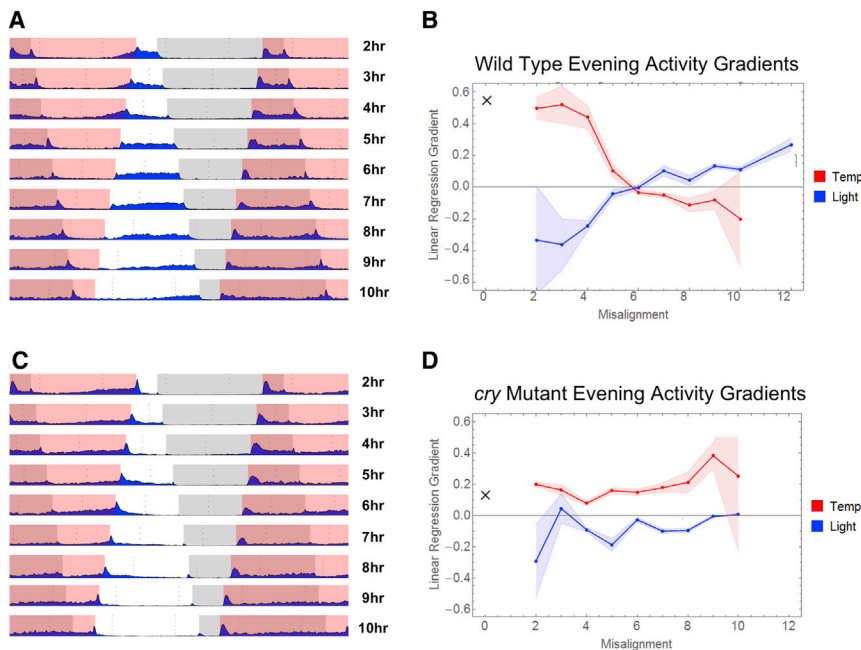 A
2hr
3hr
4hr
5hr
6hr
7hr
8hr
9hr
10hr
B
Wild Type Evening Activity Gradients
Linear Regression Gradient
0.6
0.4
0.2
0.0
−0.2
−0.4
−0.6
0
2
4
6
8
10
12
Misalignment
Temp
Light
C
2hr
3hr
4hr
5hr
6hr
7hr
8hr
9hr
10hr
D
cry Mutant Evening Activity Gradients
Linear Regression Gradient
0.6
0.4
0.2
0.0
−0.2
−0.4
−0.6
0
2
4
6
8
10
12
Misalignment
Temp
Light